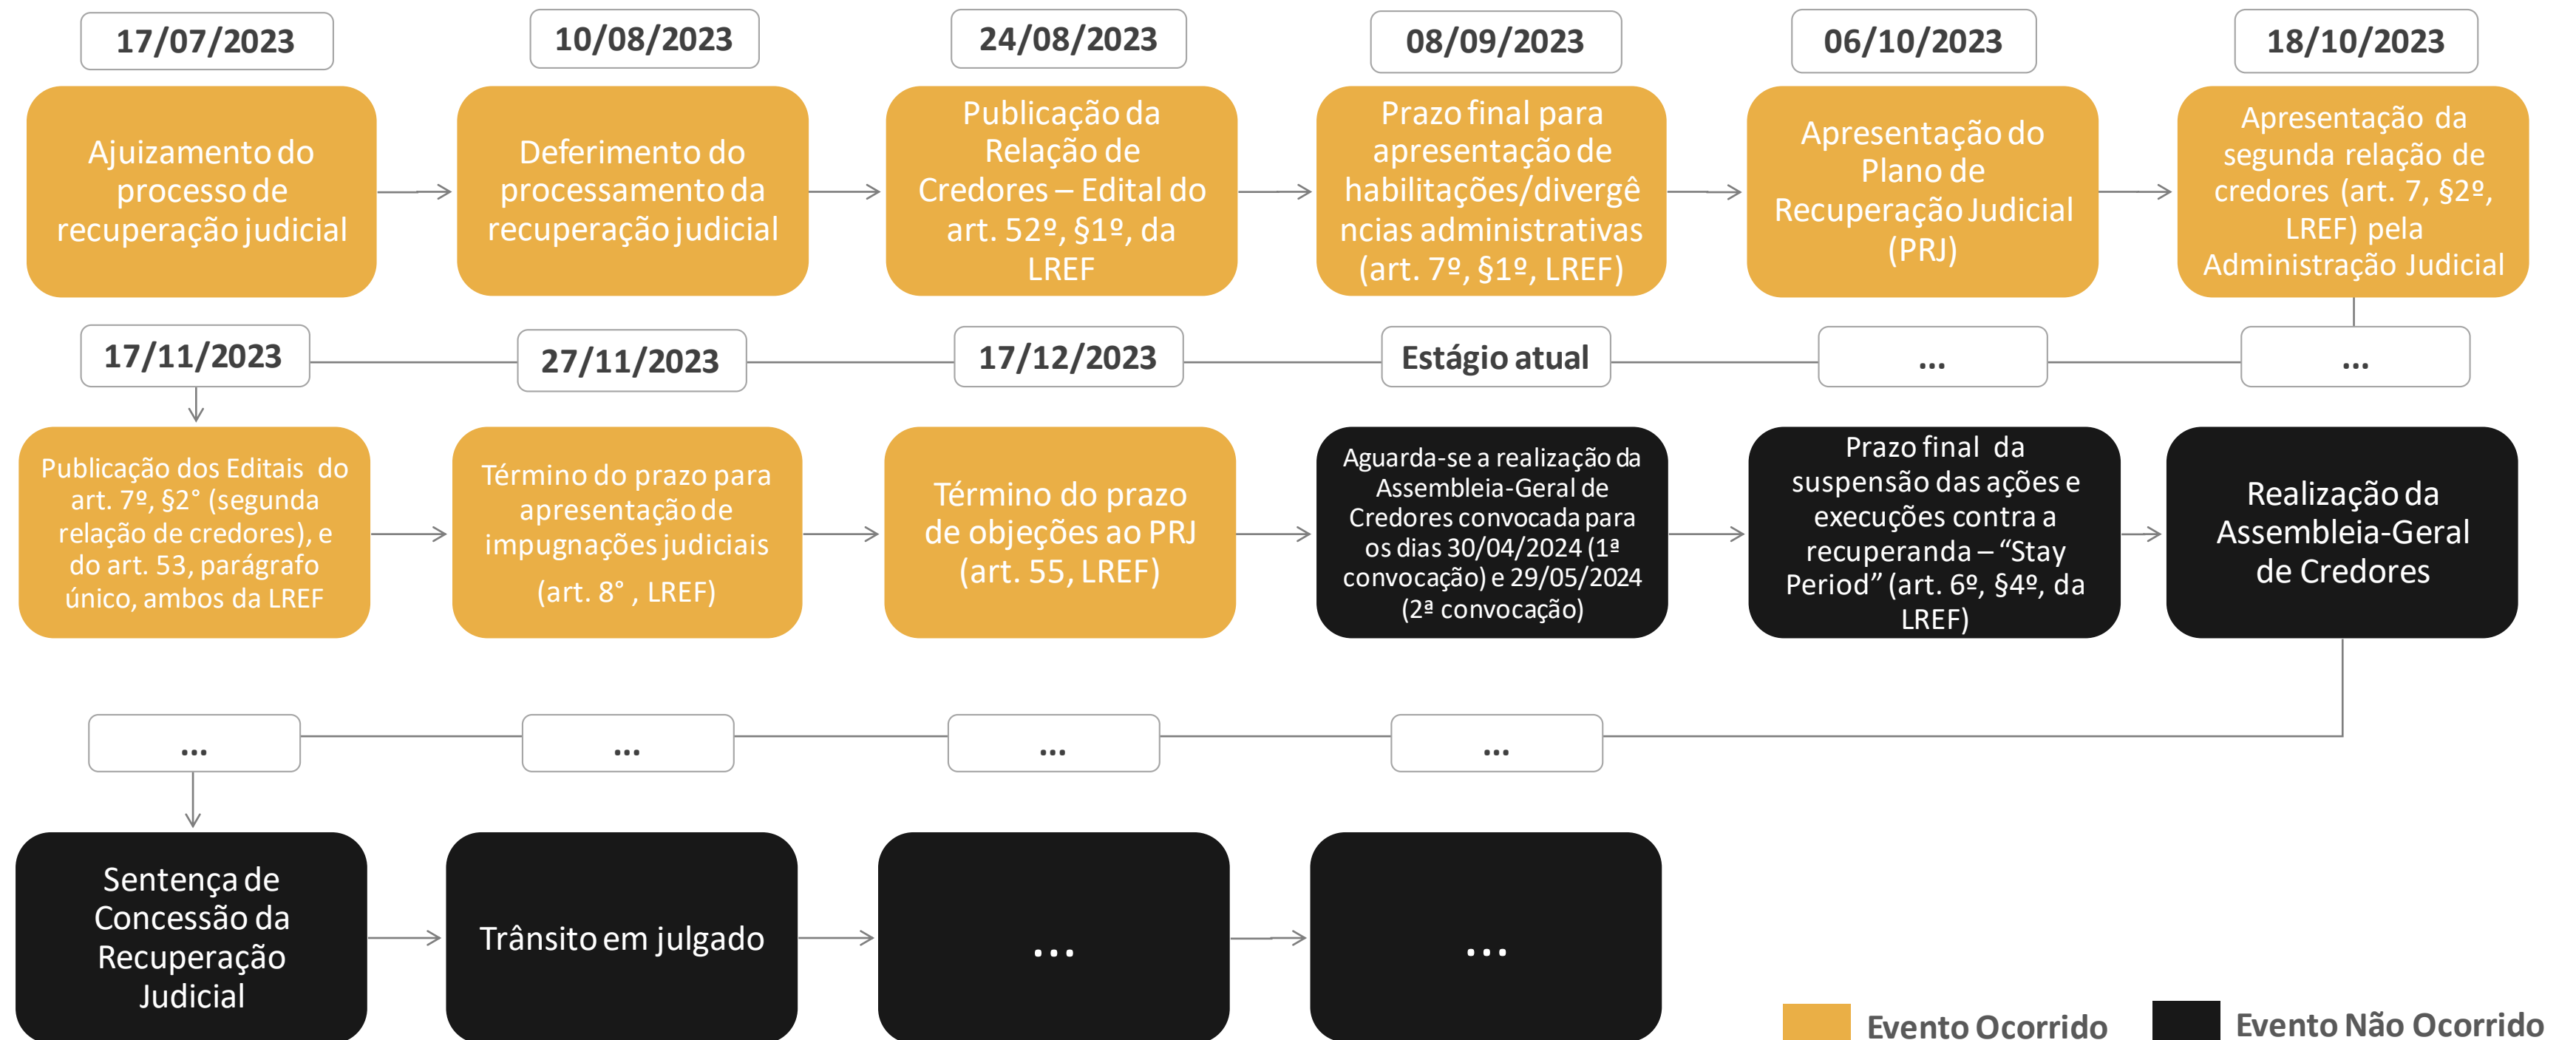 17/07/2023
Ajuizamento do
processo de
recuperação judicial
10/08/2023
Deferimento do
processamento da
recuperação judicial
24/08/2023
Publicação da
Relação de
Credores – Edital do
art. 52º, §1º, da
LREF
08/09/2023
Prazo final para
apresentação de
habilitações/divergê
ncias administrativas
(art. 7º, §1º, LREF)
06/10/2023
Apresentação do
Plano de
Recuperação Judicial
(PRJ)
18/10/2023
Apresentação da
segunda relação de
credores (art. 7, §2º,
LREF) pela
Administração Judicial
17/11/2023
Publicação dos Editais do
art. 7º, §2° (segunda
relação de credores), e
do art. 53, parágrafo
único, ambos da LREF
27/11/2023
Término do prazo para
apresentação de
impugnações judiciais
(art. 8° , LREF)
17/12/2023
Término do prazo
de objeções ao PRJ
(art. 55, LREF)
Estágio atual
Aguarda-se a realização da
Assembleia-Geral de
Credores convocada para
os dias 30/04/2024 (1ª
convocação) e 29/05/2024
(2ª convocação)
...
Prazo final da
suspensão das ações e
execuções contra a
recuperanda – “Stay
Period” (art. 6º, §4º, da
LREF)
...
Realização da
Assembleia-Geral
de Credores
...
Sentença de
Concessão da
Recuperação
Judicial
...
Trânsito em julgado
...
...
...
...
Evento Ocorrido
Evento Não Ocorrido